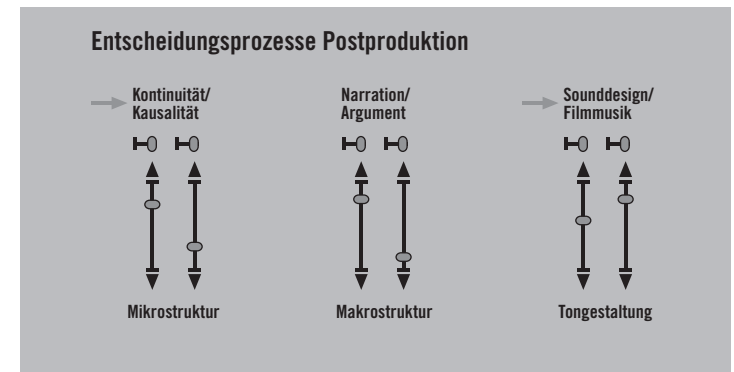 Entscheidungsprozesse Postproduktion
Kontinuität/
Kausalität
Narration/
Argument
Sounddesign/
Filmmusik
Mikrostruktur
Makrostruktur
Tongestaltung